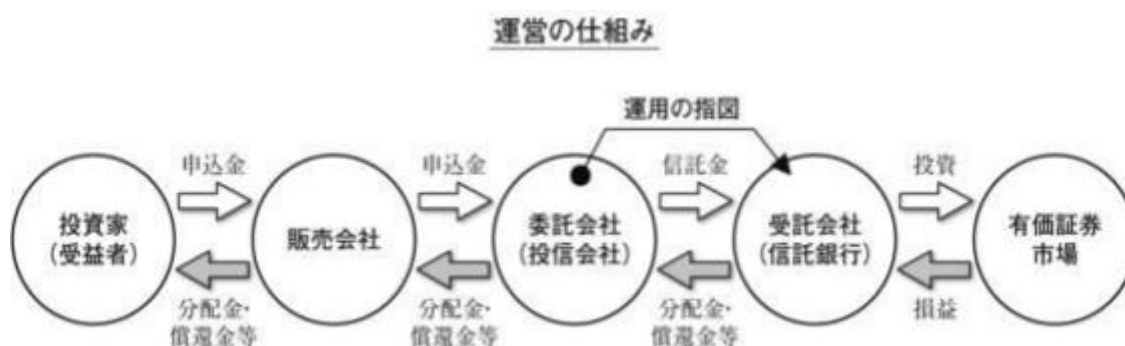 運営の仕組み
運用の指図
申込金
申込金
信託金
投資
投資家
(受益者)
販売会社
委託会社
(投信会社)
受託会社
(信託銀行)
有価証券
市場
分配金・
償還金等
分配金・
償還金等
分配金・
償還金等
損益